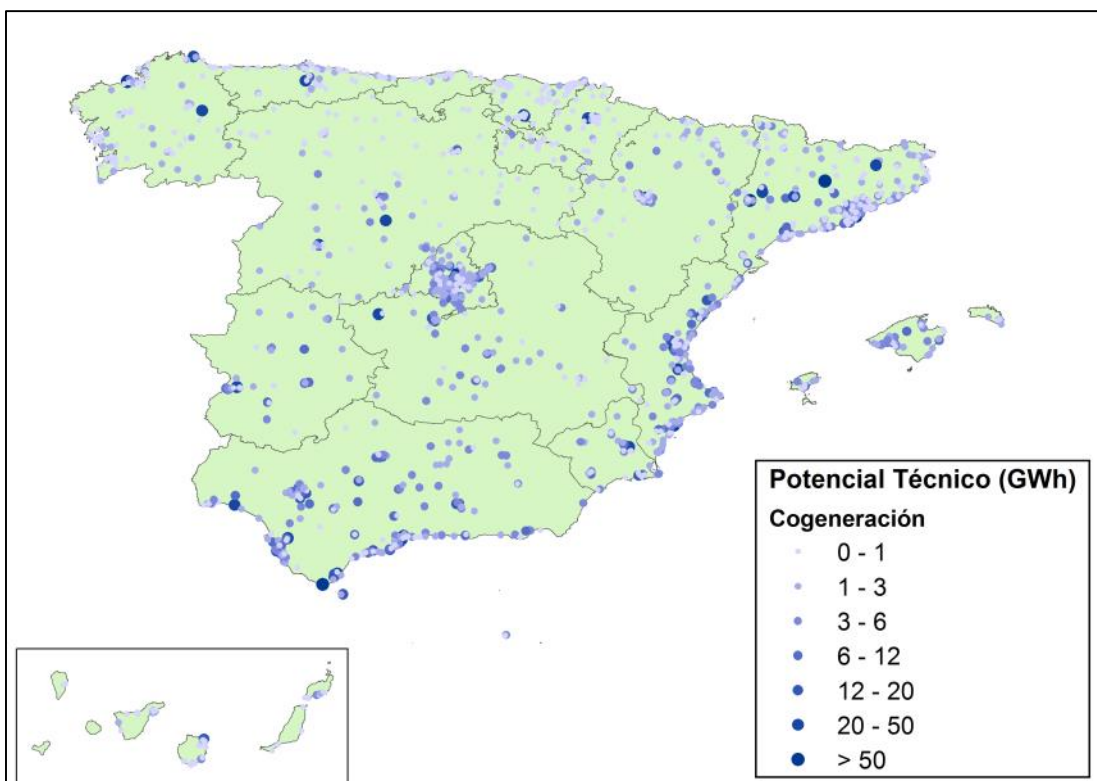 Potencial Técnico (GWh)
Cogeneración
0 - 1
1 - 3
3 - 6
6 - 12
12 - 20
20 - 50
> 50